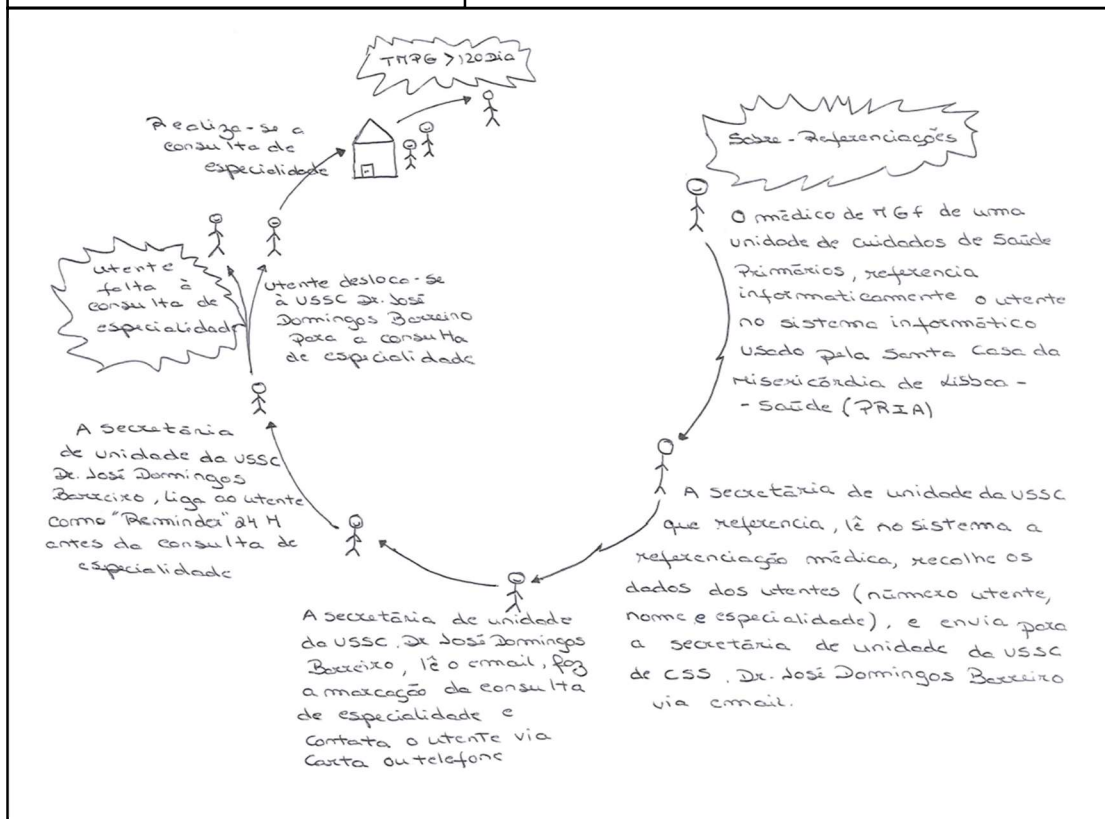 Sobre-Referenciações
O médico de MGF de uma
unidade de cuidados de Saúde
Primários, referencia
informaticamente o utente
no sistema informático
usado pela Santa Casa da
Misericórdia de Lisboa -
- Saúde (PRIA)
A secretária de unidade da USSC
que referencia, lê no sistema a
referenciação médica, recolhe os
dados dos utentes (número utente,
nome e especialidade), e envia para
a secretária de unidade da USSC
de CSS. Dr. José Domingos Barreiro
via email.
A secretária de unidade
da USSC. Dr José Domingos
Barreiro, lê o email, faz
a marcação da consulta
de especialidade e
Contata o utente via
Carta ou telefone
A secretária
de unidade da USSC
Dr. José Domingos
Barreiro, liga ao utente
como "Reminder" 24 H
antes da consulta de
especialidade
utente
falta à
consulta de
especialidade
utente desloca-se
à USSC Dr. José
Domingos Barreiro
para a consulta
de especialidade
Realiza-se a
consulta de
especialidade
TMPG >120Dia